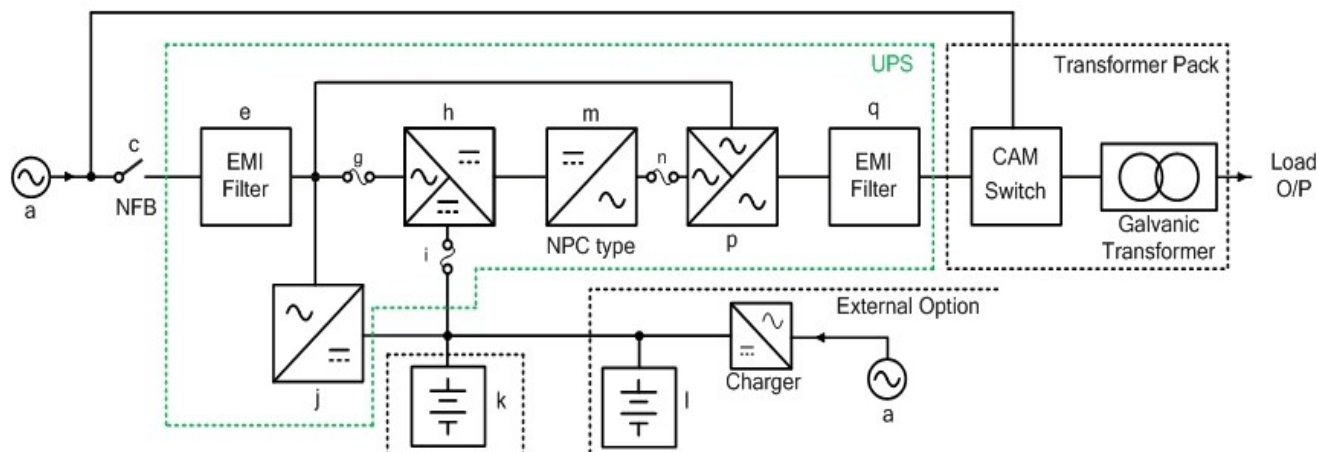 UPS
Transformer Pack
e
h
m
q
c
g
n
EMI
Filter
EMI
Filter
CAM
Switch
Load
O/P
a
NFB
NPC type
p
Galvanic
Transformer
i
External Option
j
k
l
Charger
a